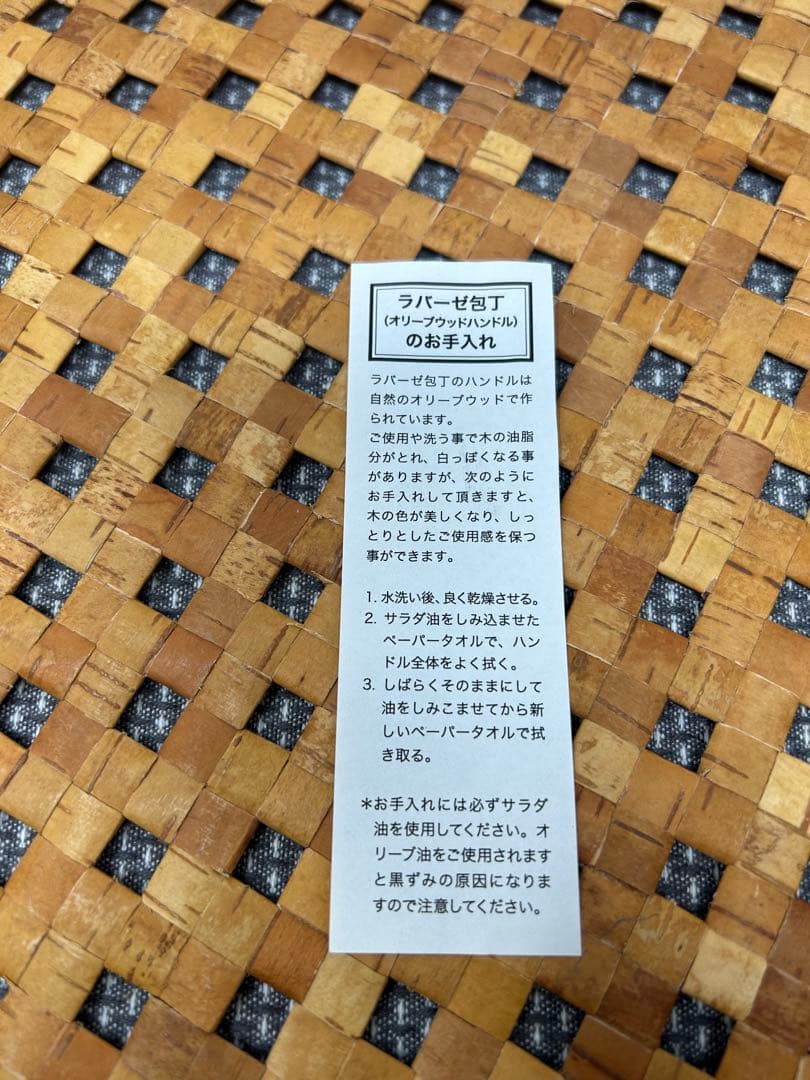 ラバーゼ包丁
(オリーブウッドハンドル)
のお手入れ
ラバーゼ包丁のハンドルは
自然のオリーブウッドで作
られています。
ご使用や洗う事で木の油脂
分がとれ、白っぽくなる事
がありますが、次のように
お手入れして頂きますと、
木の色が美しくなり、しっ
とりとしたご使用感を保つ
事ができます。
1. 水洗い後、良く乾燥させる。
2. サラダ油をしみ込ませた
ペーパータオルで、ハン
ドル全体をよく拭く。
3. しばらくそのままにして
油をしみこませてから新
しいペーパータオルで拭
き取る。
＊お手入れには必ずサラダ
油を使用してください。オ
リーブ油をご使用されます
と黒ずみの原因になりま
すので注意してください。